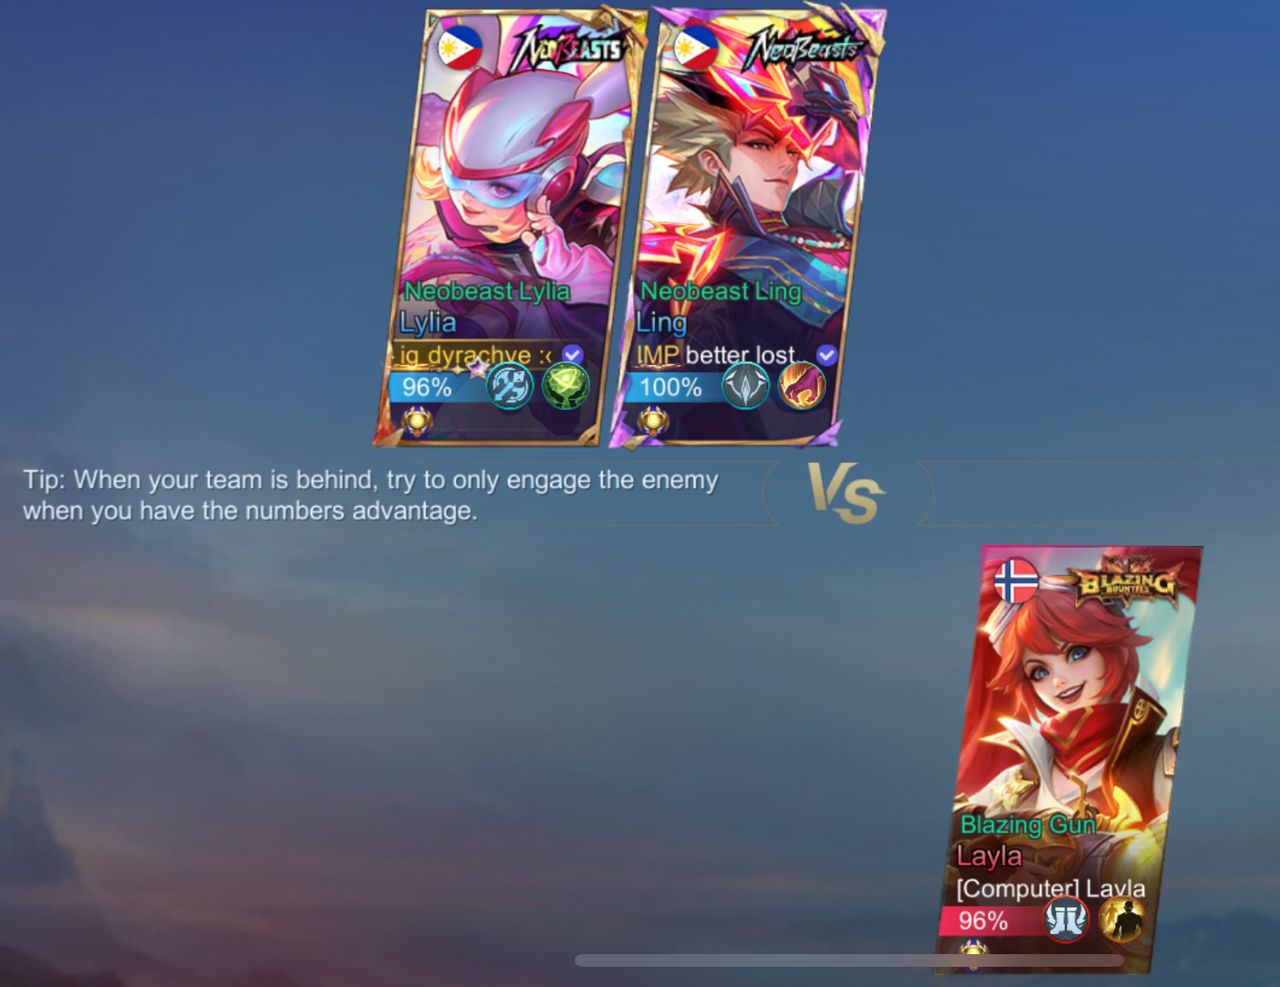 NEOBEASTS
NEOBEASTS
Neobeast Lylia
Neobeast Ling
Lylia
Ling
ig dyrachye :‹
IMP better lost..
96%
100%
Tip: When your team is behind, try to only engage the enemy
when you have the numbers advantage.
VS
BLAZING
BOUNTIES
Blazing Gun
Layla
[Computer] Layla
96%